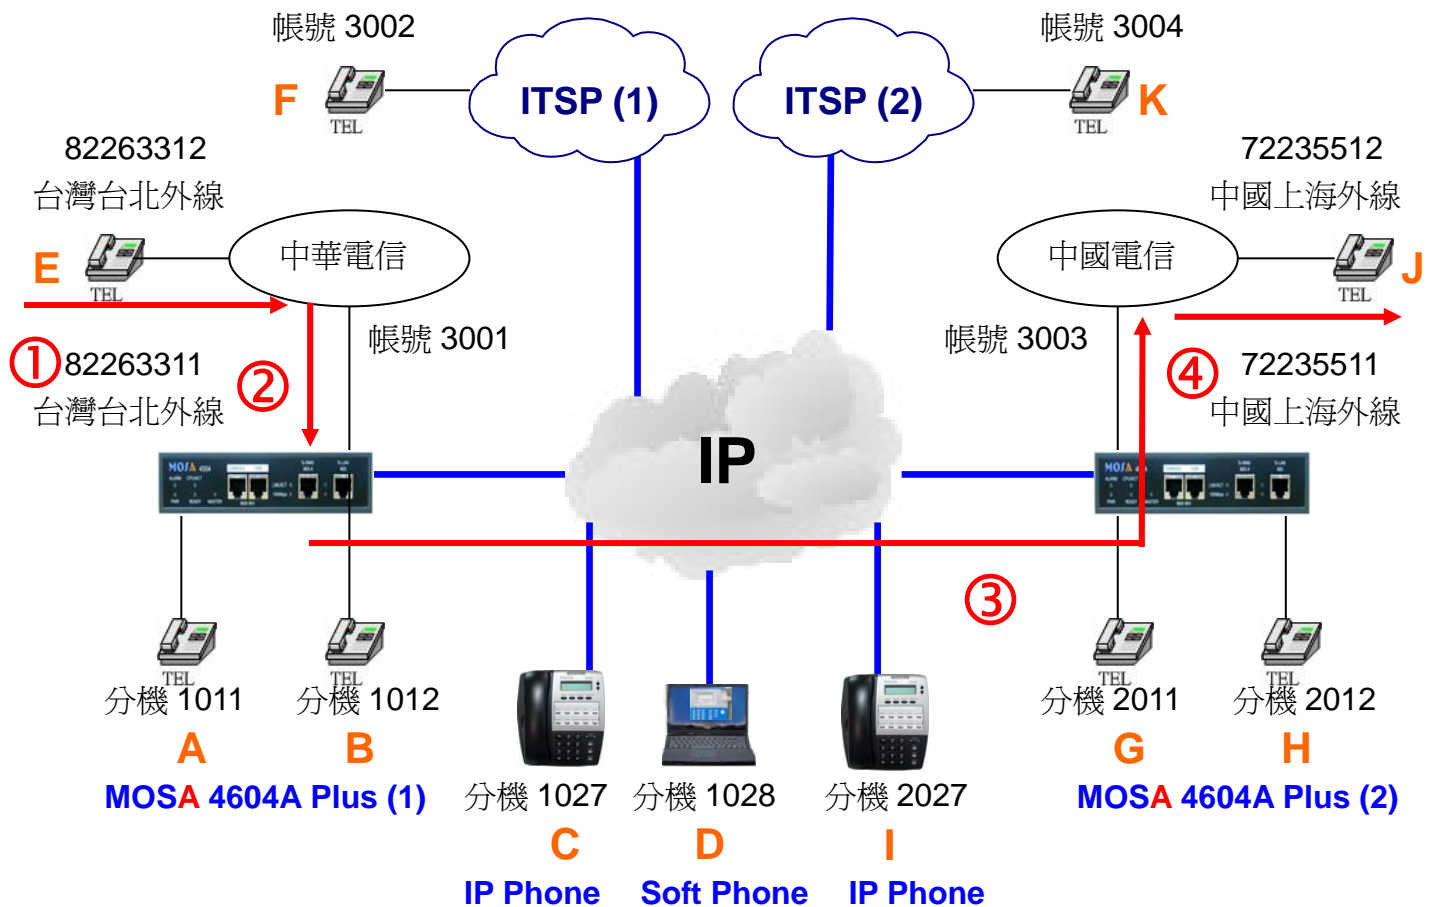 帳號 3002
帳號 3004
F
TEL
ITSP (1)
ITSP (2)
TEL
K
82263312
台灣台北外線
72235512
中國上海外線
E
TEL
中華電信
中國電信
TEL
J
帳號 3001
帳號 3003
① 82263311
台灣台北外線
②
④ 72235511
中國上海外線
IP
MOSA
MOSA
③
TEL
TEL
TEL
TEL
分機 1011
分機 1012
分機 2011
分機 2012
A
B
G
H
MOSA 4604A Plus (1)
分機 1027
分機 1028
分機 2027
MOSA 4604A Plus (2)
C
D
I
IP Phone
Soft Phone
IP Phone